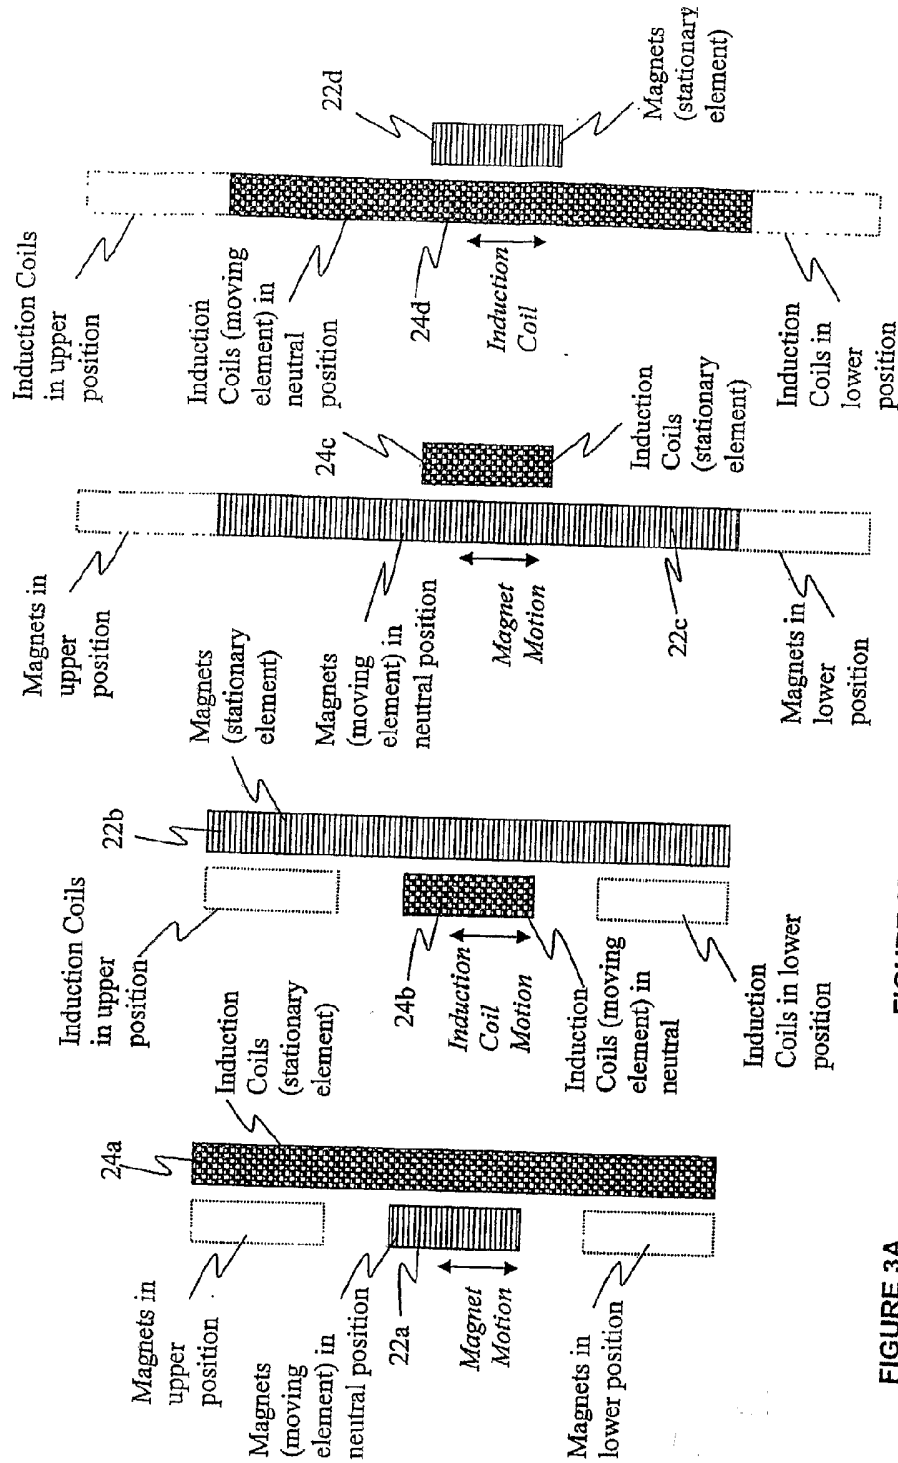 Magnets in
upper
position
24a
Induction
Coils
(stationary
element)
Magnets
(moving
element) in
neutral position
22a
Magnet
Motion
Magnets in
lower position
FIGURE 3A
Induction Coils
in upper
position
22b
Magnets
(stationary
element)
24b
Induction
Coil
Motion
Induction
Coils (moving
element) in
neutral
Induction
Coils in lower
position
FIGURE
Magnets in
upper
position
Magnets
(moving
element) in
neutral position
24c
Magnet
Motion
Induction
Coils
(stationary
element)
22c
Magnets in
lower
position
Induction Coils
in upper
position
Induction
Coils (moving
element) in
neutral
position
22d
24d
Induction
Coil
Magnets
(stationary
element)
Induction
Coils in
lower
position